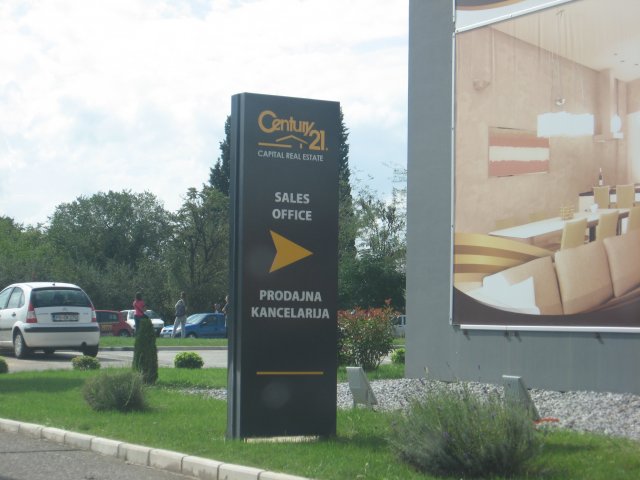 Century 21.
CAPITAL REAL ESTATE
SALES
OFFICE
PRODAJNA
KANCELARIJA